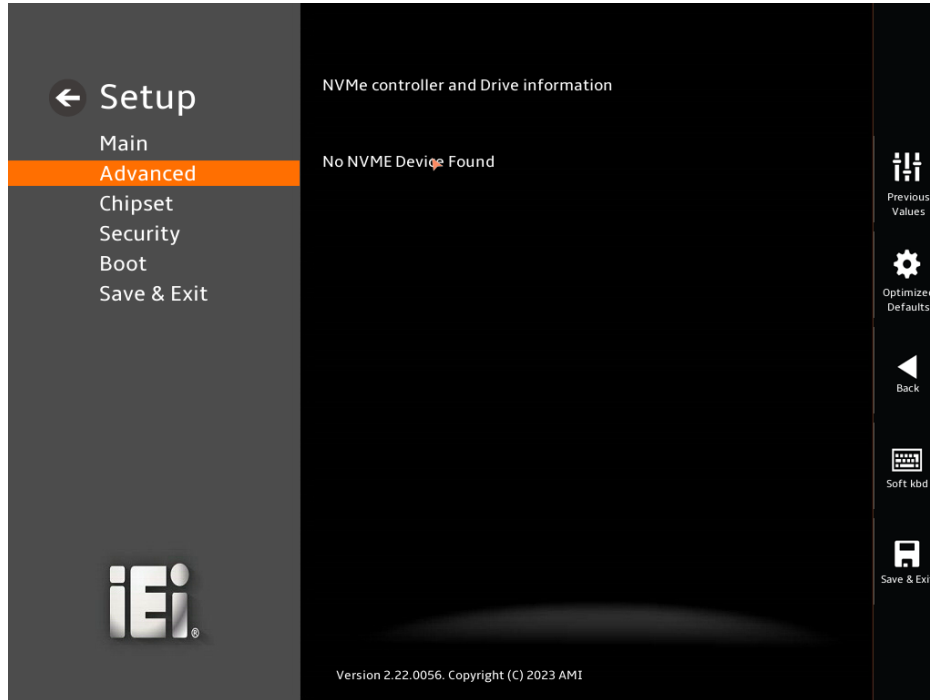 Setup
Main
Advanced
Chipset
Security
Boot
Save & Exit
iEi®
NVMe controller and Drive information
No NVME Device Found
Version 2.22.0056. Copyright (C) 2023 AMI
Previous
Values
Optimized
Defaults
Back
Soft kbd
Save & Exit